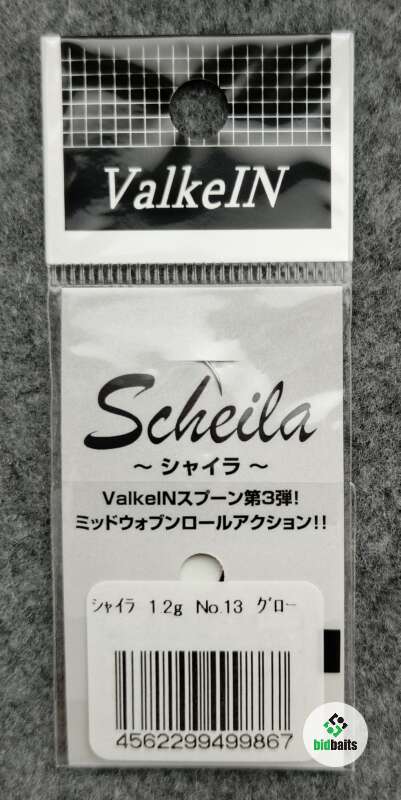 ValkeIN
Scheila
～ シャイラ ～
ValkeINスプーン第3弾!
ミッドウォブンロールアクション!!
ｼｬｲﾗ 1 2g No.13 ｸﾞﾛｰ
4562299499867
bidbaits